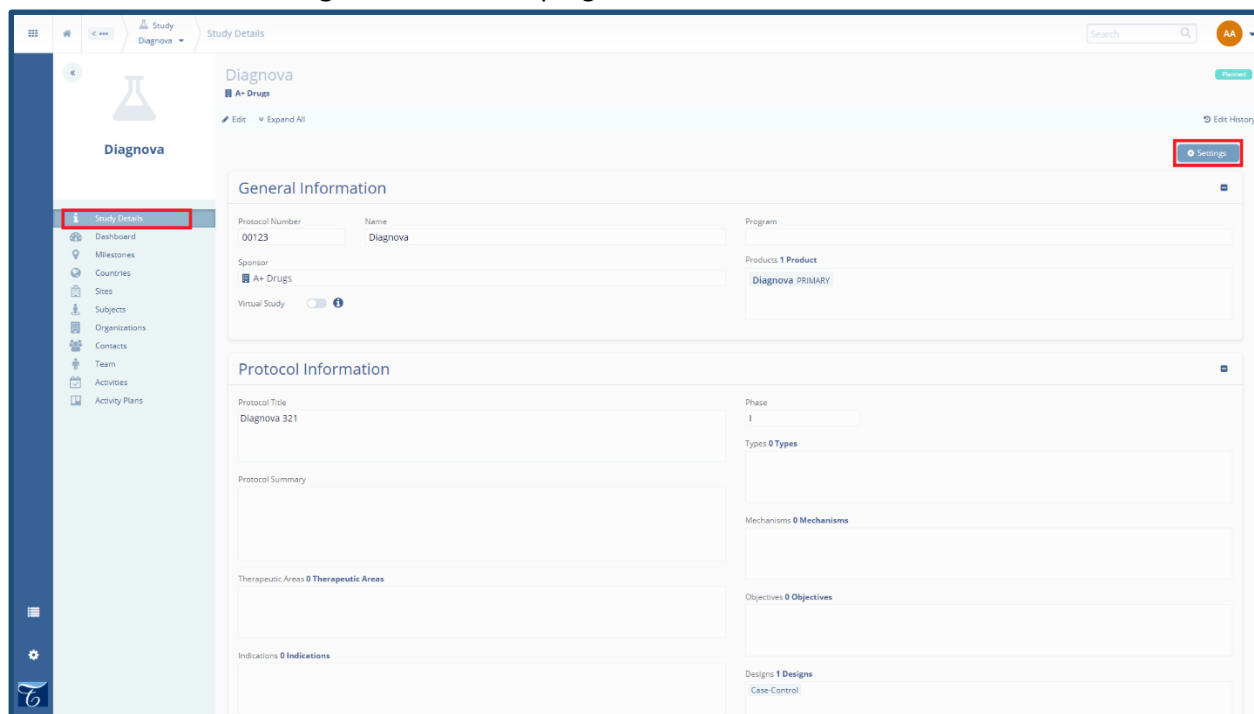 Study
Diagnova
Study Details
Search
AA
Diagnova
A+ Drugs
Planned
Edit
Expand All
Edit History
Diagnova
Settings
Study Details
Dashboard
Milestones
Countries
Sites
Subjects
Organizations
Contacts
Team
Activities
Activity Plans
General Information
Protocol Number
Name
Program
00123
Diagnova
Sponsor
Products 1 Product
A+ Drugs
Diagnova PRIMARY
Virtual Study
Protocol Information
Protocol Title
Phase
Diagnova 321
I
Types 0 Types
Protocol Summary
Mechanisms 0 Mechanisms
Therapeutic Areas 0 Therapeutic Areas
Objectives 0 Objectives
Indications 0 Indications
Designs 1 Designs
Case-Control